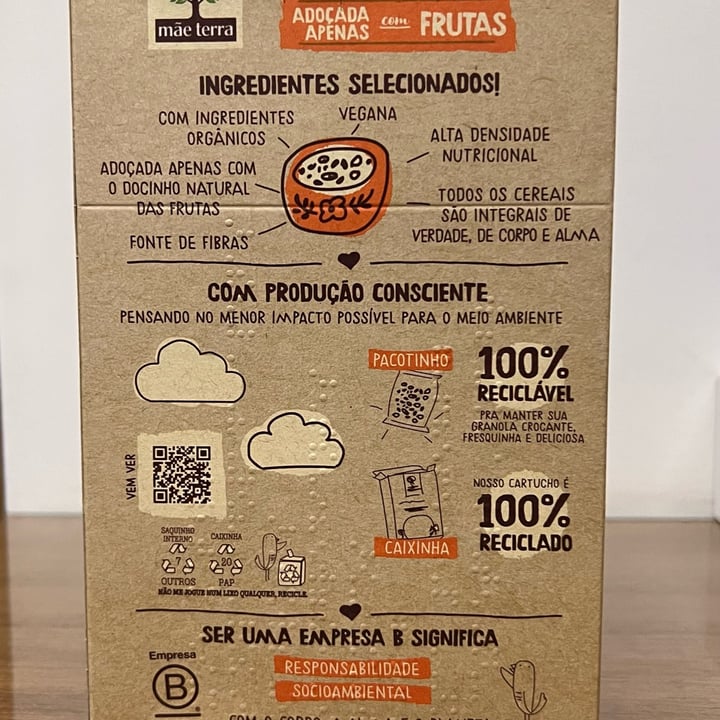 mãe terra
ADOÇADA
APENAS com FRUTAS
INGREDIENTES SELECIONADOS!
COM INGREDIENTES
ORGÂNICOS
VEGANA
ALTA DENSIDADE
NUTRICIONAL
ADOÇADA APENAS COM
O DOCINHO NATURAL
DAS FRUTAS
TODOS OS CEREAIS
SÃO INTEGRAIS DE
VERDADE, DE CORPO E ALMA
FONTE DE FIBRAS
COM PRODUÇÃO CONSCIENTE
PENSANDO NO MENOR IMPACTO POSSÍVEL PARA O MEIO AMBIENTE
PACOTINHO
100%
RECICLÁVEL
PRA MANTER SUA
GRANOLA CROCANTE,
FRESQUINHA E DELICIOSA
VEM VER
NOSSO CARTUCHO É
100%
RECICLADO
CAIXINHA
SAQUINHO
INTERNO
7
OUTROS
CAIXINHA
20
PAP
NÃO ME JOGUE NUM LIXO QUALQUER, RECICLE.
SER UMA EMPRESA B SIGNIFICA
Empresa
B
RESPONSABILIDADE
SOCIOAMBIENTAL